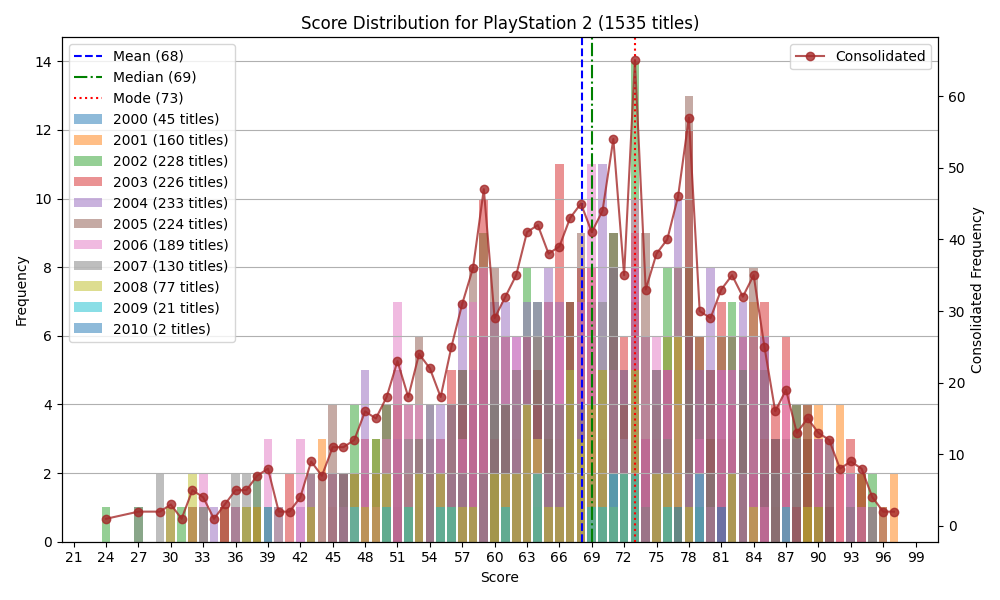 Score Distribution for PlayStation 2 (1535 titles)
Mean (68)
Median (69)
Mode (73)
2000 (45 titles)
2001 (160 titles)
2002 (228 titles)
2003 (226 titles)
2004 (233 titles)
2005 (224 titles)
2006 (189 titles)
2007 (130 titles)
2008 (77 titles)
2009 (21 titles)
2010 (2 titles)
Consolidated
Frequency
14
12
10
8
6
4
2
0
Consolidated Frequency
60
50
40
30
20
10
0
21 24 27 30 33 36 39 42 45 48 51 54 57 60 63 66 69 72 75 78 81 84 87 90 93 96 99
Score